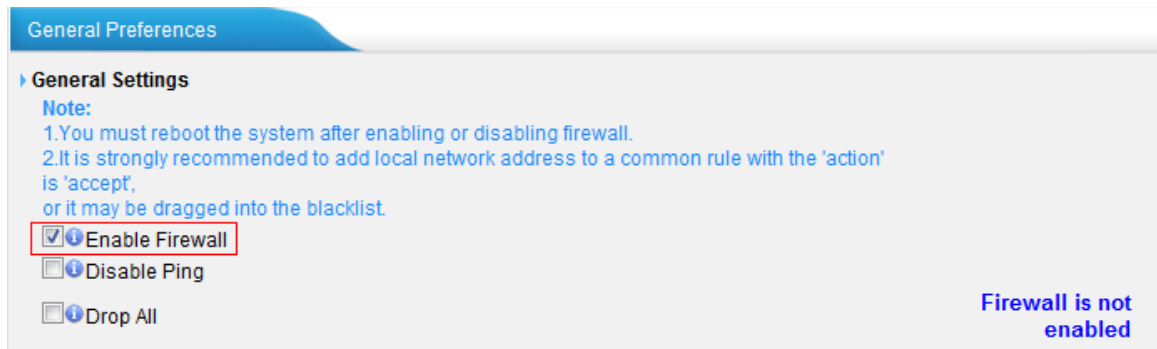 General Preferences
General Settings
Note:
1.You must reboot the system after enabling or disabling firewall.
2.It is strongly recommended to add local network address to a common rule with the 'action'
is 'accept',
or it may be dragged into the blacklist.
Enable Firewall
Disable Ping
Drop All
Firewall is not
enabled